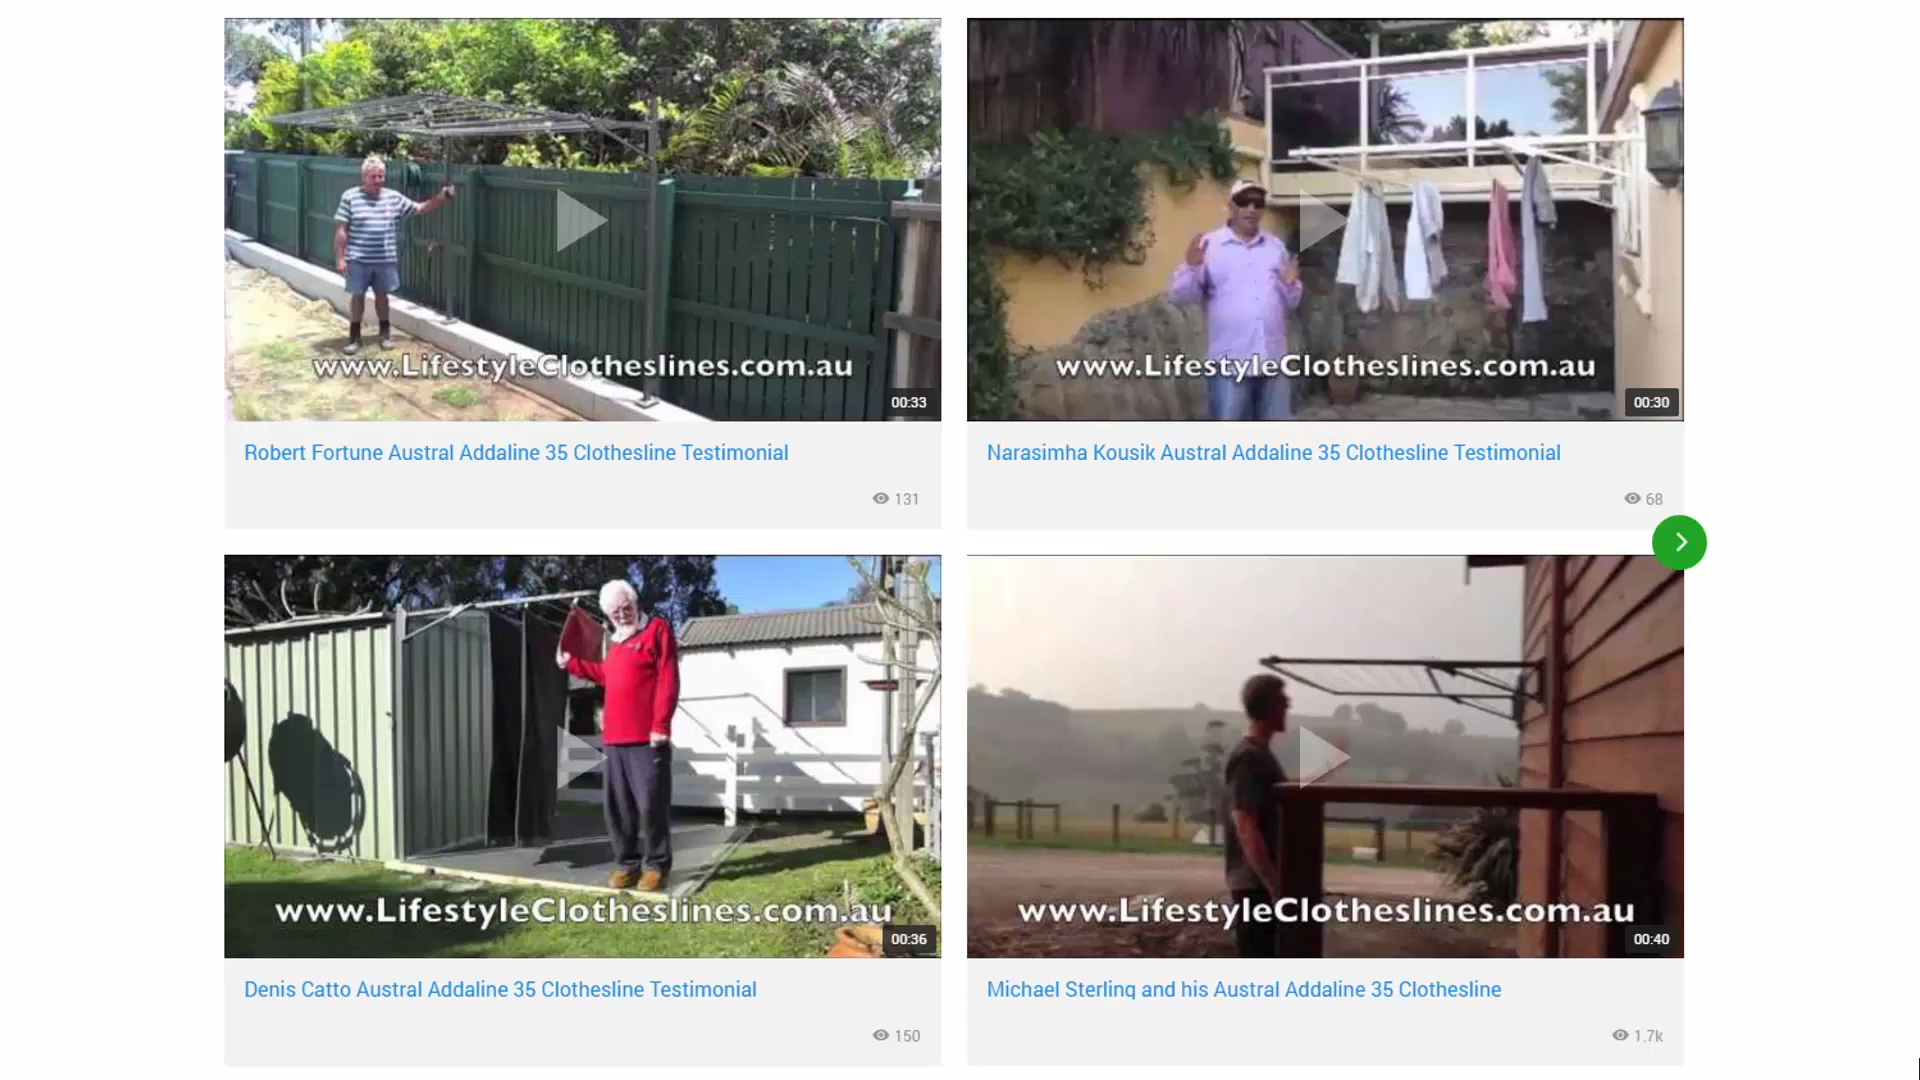 www.LifestyleClotheslines.com.au
00:33
Robert Fortune Austral Addaline 35 Clothesline Testimonial
131
www.LifestyleClotheslines.com.au
00:30
Narasimha Kousik Austral Addaline 35 Clothesline Testimonial
68
www.LifestyleClotheslines.com.au
00:36
Denis Catto Austral Addaline 35 Clothesline Testimonial
150
www.LifestyleClotheslines.com.au
00:40
Michael Sterling and his Austral Addaline 35 Clothesline
1.7k